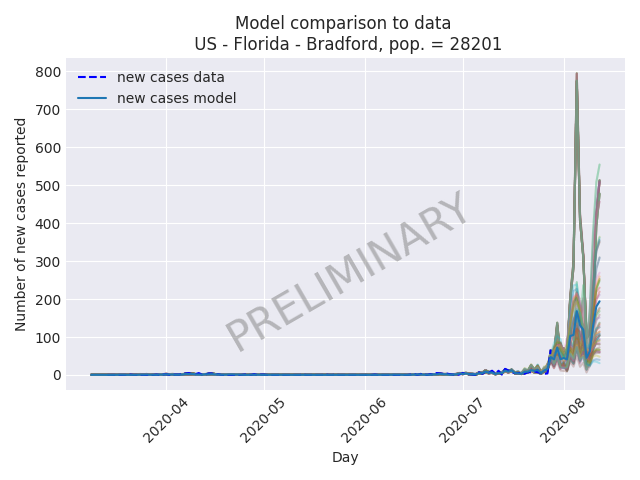 Model comparison to data
US - Florida - Bradford, pop. = 28201
new cases data
new cases model
Number of new cases reported
800
700
600
500
400
300
200
100
0
PRELIMINARY
2020-04
2020-05
2020-06
2020-07
2020-08
Day